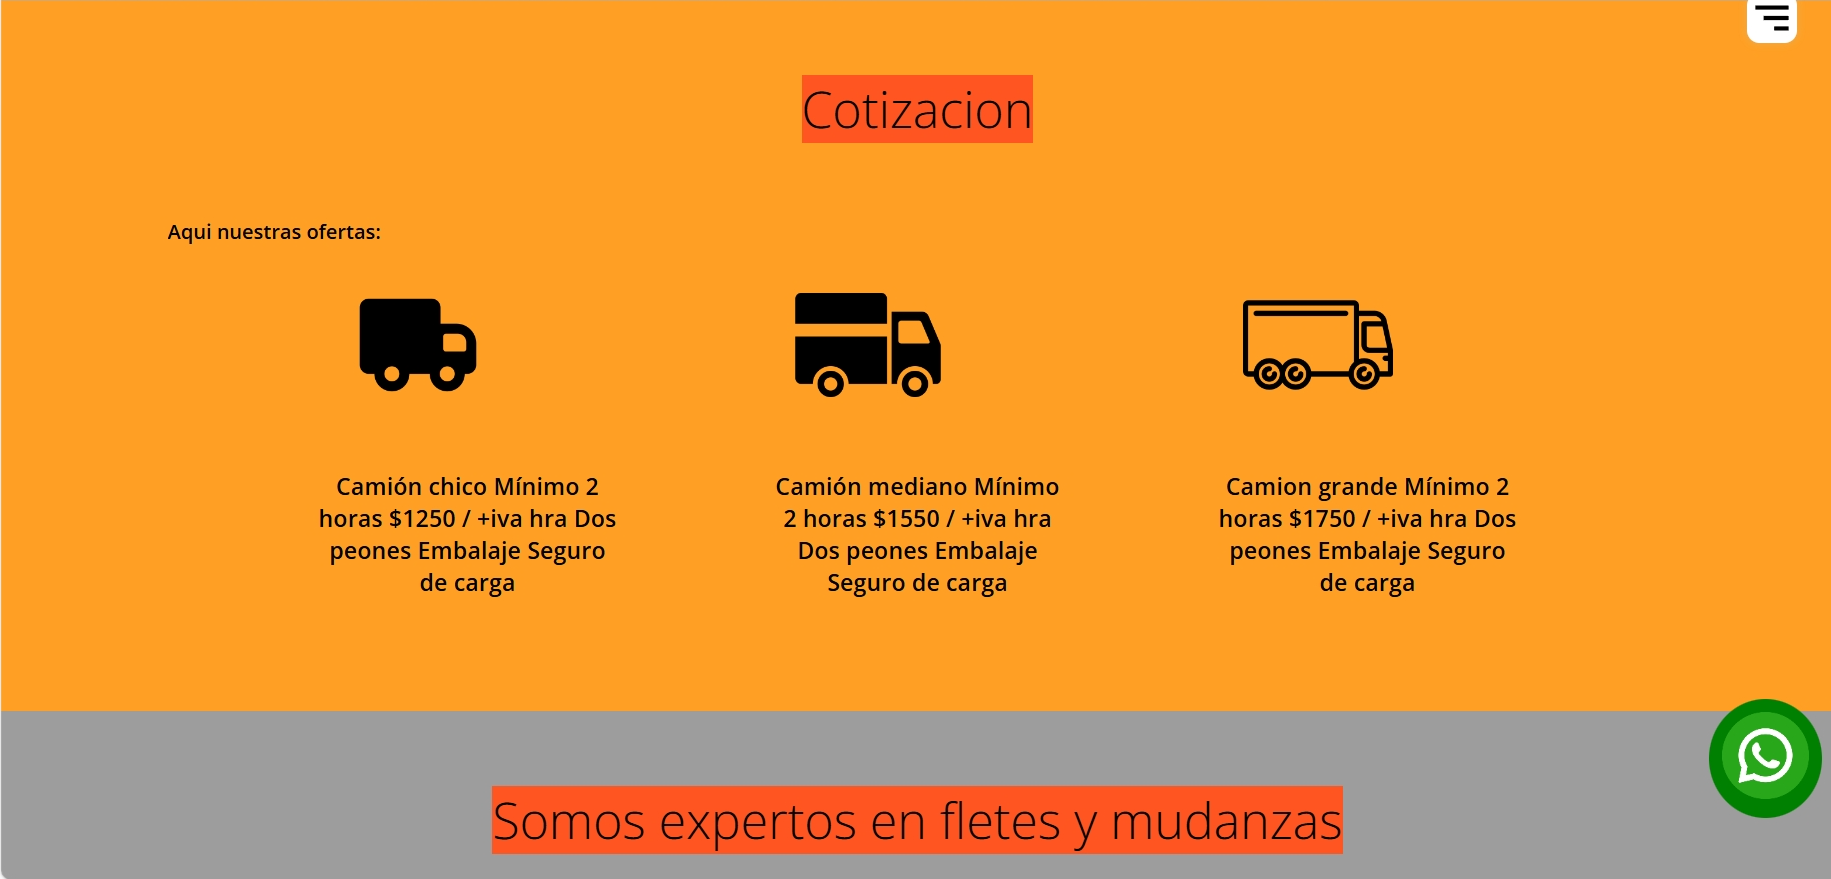 Cotizacion
Aqui nuestras ofertas:
Camión chico Mínimo 2
horas $1250 / +iva hra Dos
peones Embalaje Seguro
de carga
Camión mediano Mínimo
2 horas $1550 / +iva hra
Dos peones Embalaje
Seguro de carga
Camion grande Mínimo 2
horas $1750 / +iva hra Dos
peones Embalaje Seguro
de carga
Somos expertos en fletes y mudanzas